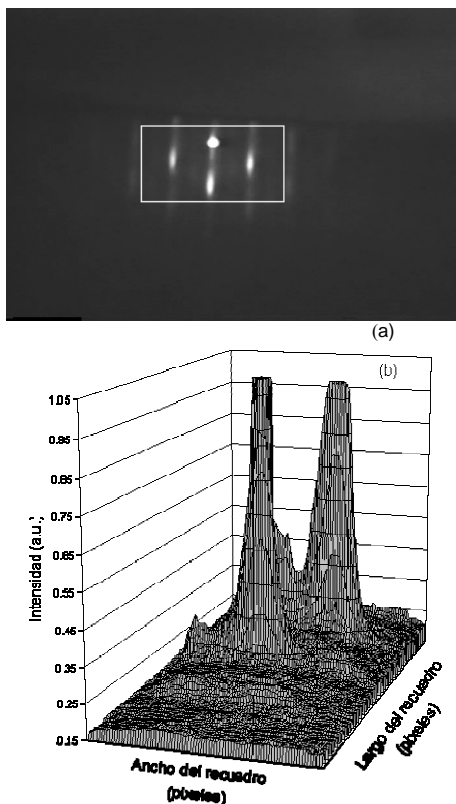 (a)
(b)
1.05
0.95
0.85
0.75
0.65
0.55
0.45
0.35
0.25
0.15
Intensidad (a.u.)
Ancho del recuadro
(pixeles)
Largo del recuadro
(pixeles)